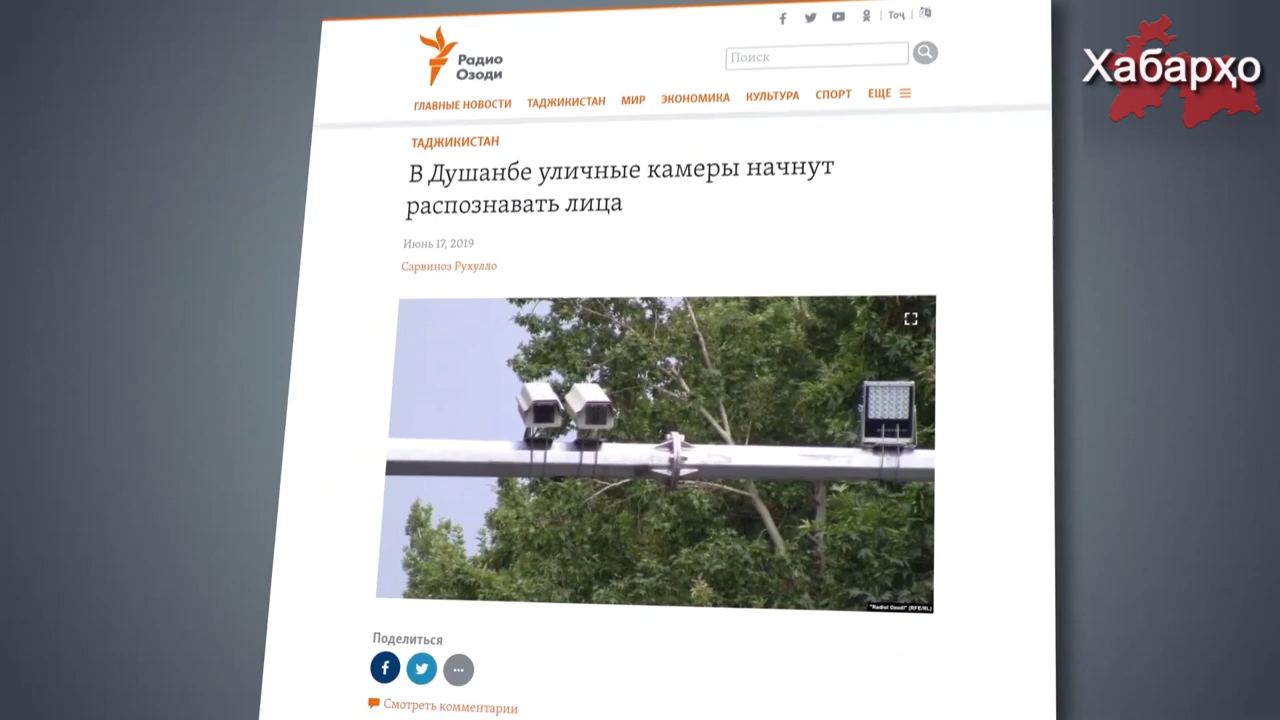 Тоҷ
Хабарҳо
Радио
Озоди
Поиск
ГЛАВНЫЕ НОВОСТИ ТАДЖИКИСТАН МИР ЭКОНОМИКА КУЛЬТУРА СПОРТ ЕЩЕ
ТАДЖИКИСТАН
В Душанбе уличные камеры начнут
распознавать лица
Июнь 17, 2019
Сарвиноз Рухулло
"Radioi Ozodi" (RFE/RL)
Поделиться
Смотреть комментарии